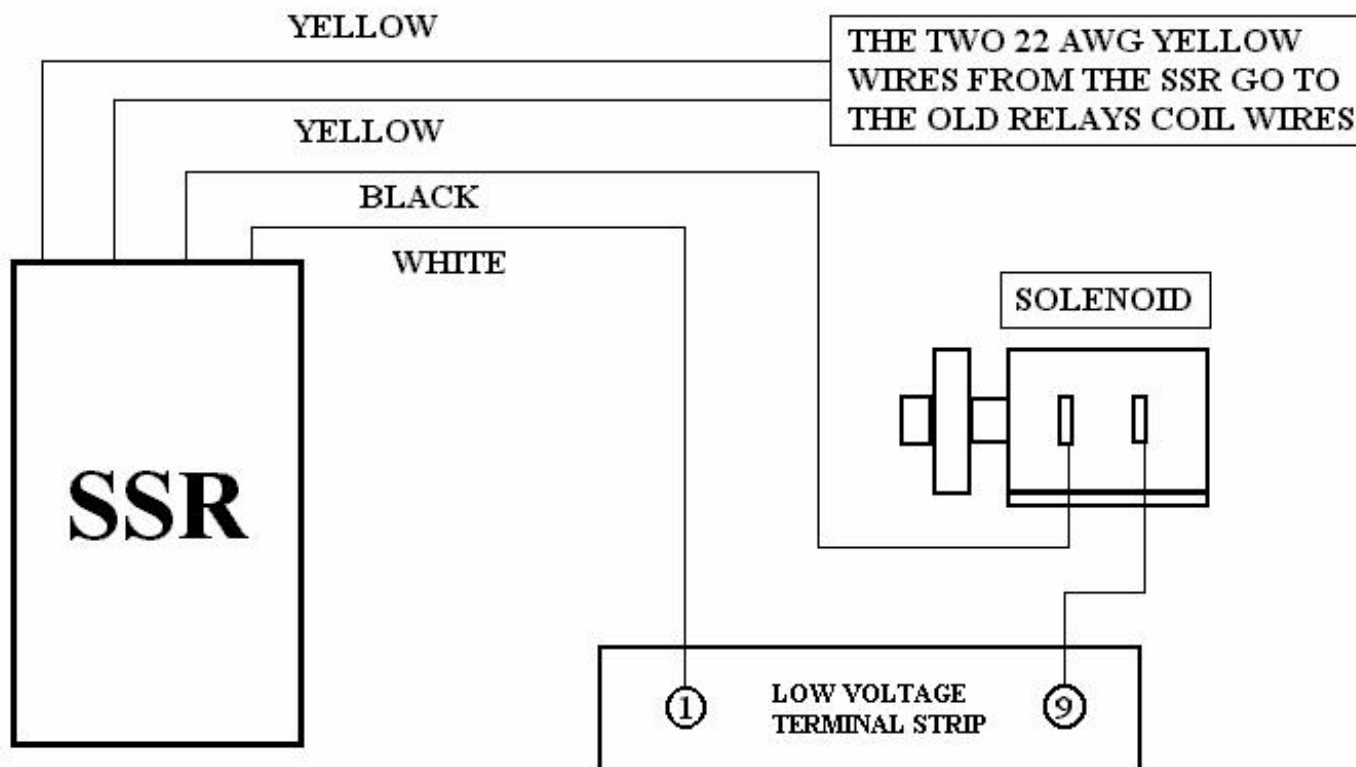 YELLOW
THE TWO 22 AWG YELLOW
WIRES FROM THE SSR GO TO
THE OLD RELAYS COIL WIRES
YELLOW
BLACK
WHITE
SOLENOID
SSR
1
LOW VOLTAGE
TERMINAL STRIP
9